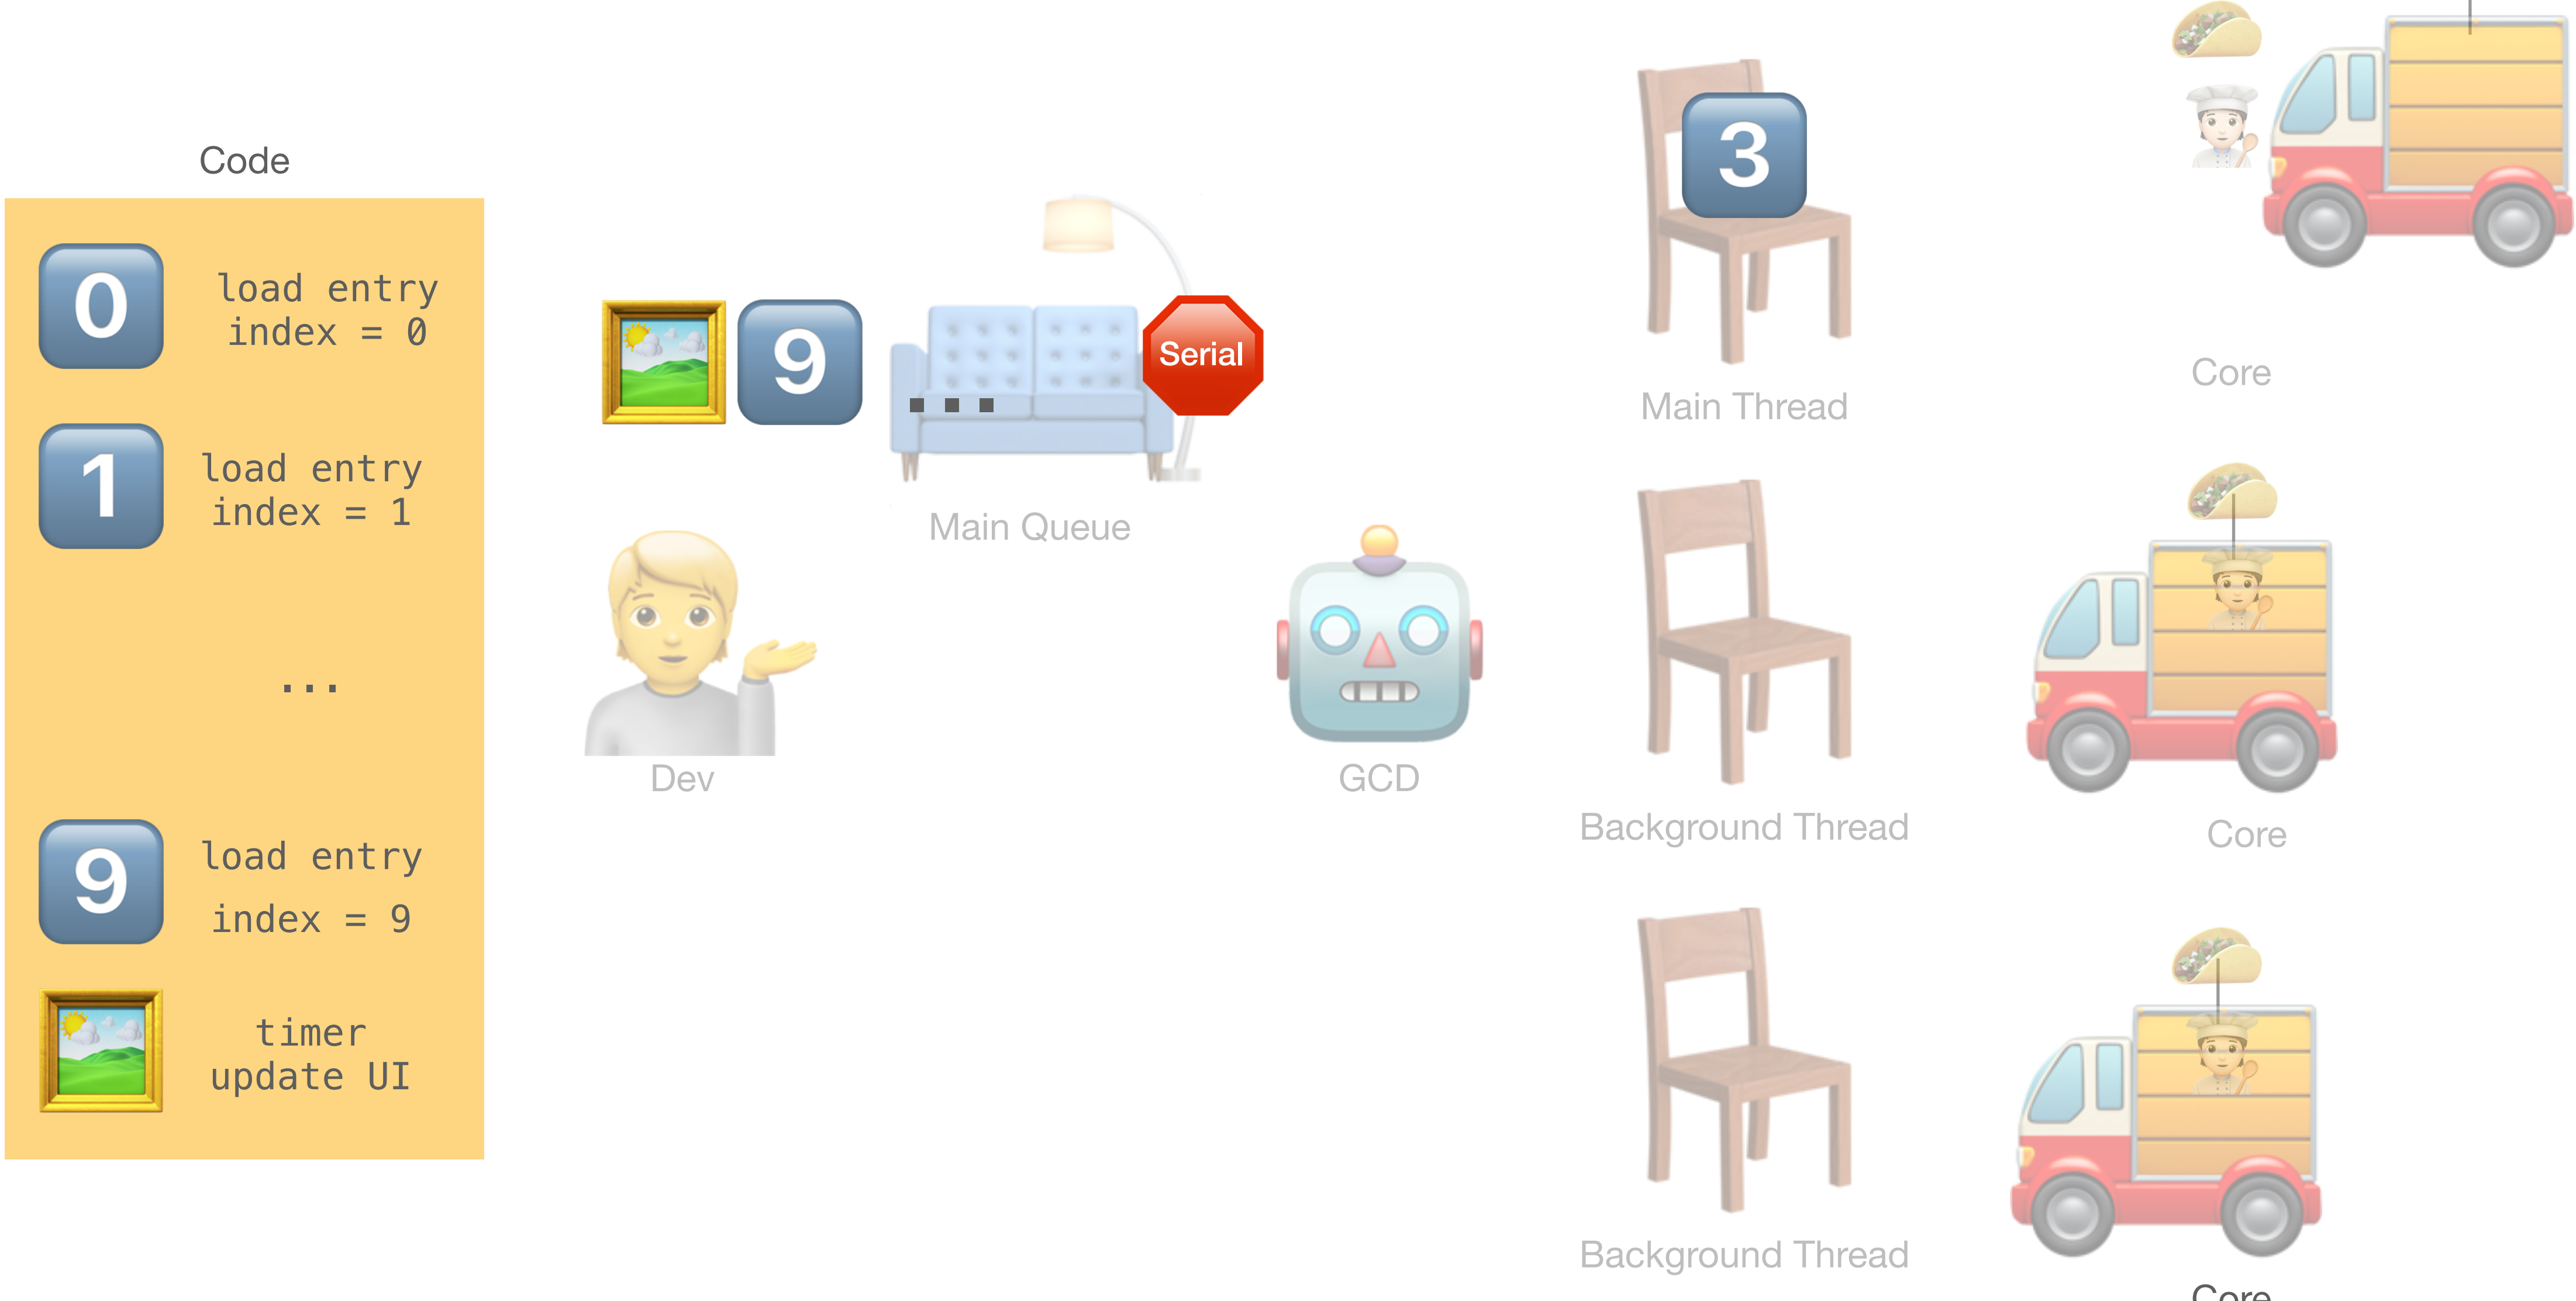 Code
0
load entry
index = 0
1
load entry
index = 1
...
9
load entry
index = 9
timer
update UI
9
...
Serial
Main Queue
Dev
GCD
3
Main Thread
Background Thread
Background Thread
Core
Core
Core